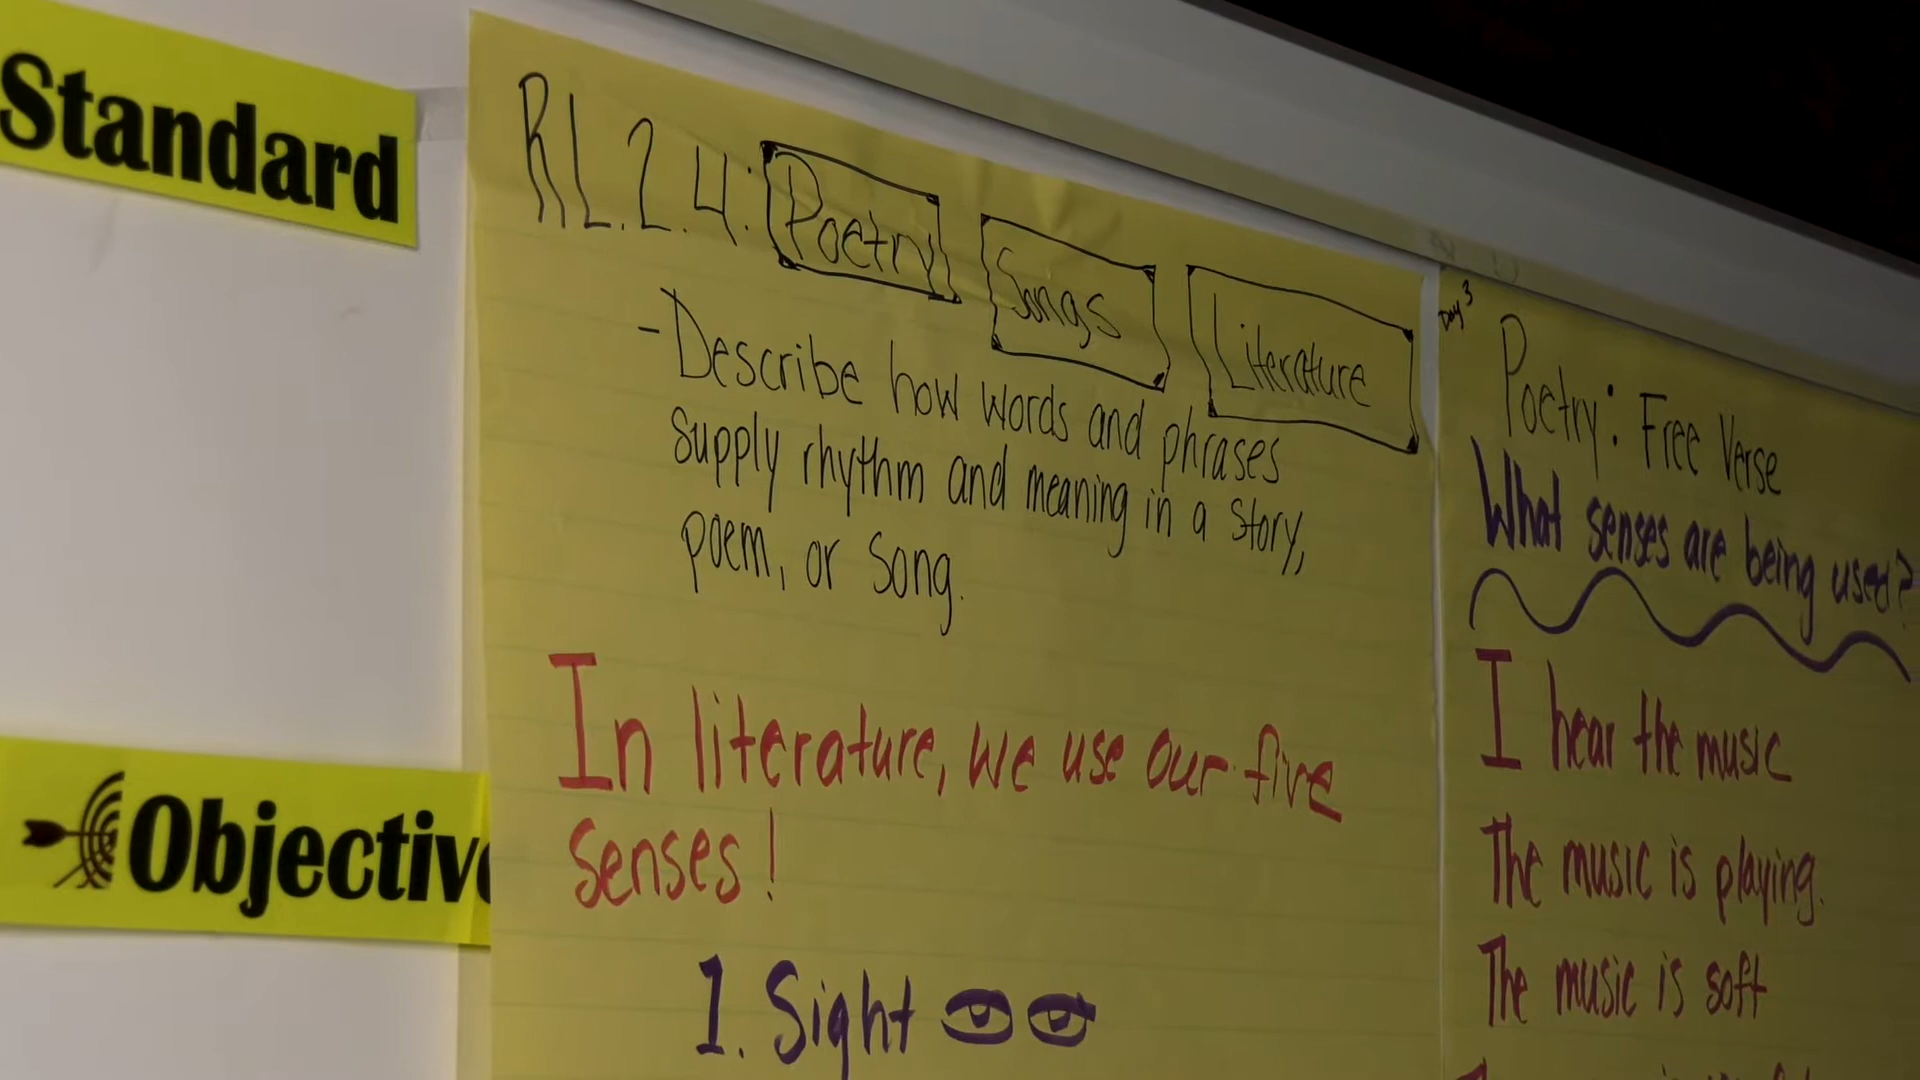 Standard
RL.2.4: Poetry Songs Literature
-Describe how words and phrases
supply rhythm and meaning in a story,
poem, or song.
In literature, we use our five
senses!
1. Sight
Objective
Day 3
Poetry: Free Verse
What senses are being used?
I hear the music
The music is playing.
The music is soft